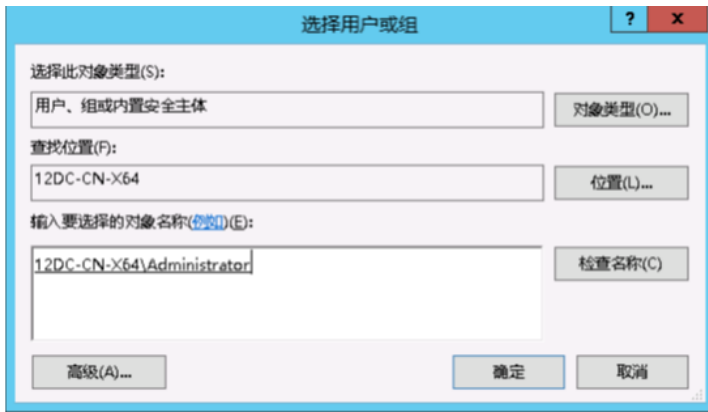 选择用户或组
? x
选择此对象类型(S):
用户、组或内置安全主体
对象类型(O)...
查找位置(F):
12DC-CN-X64
位置(L)...
输入要选择的对象名称(例如)(E):
12DC-CN-X64\Administrator
检查名称(C)
高级(A)...
确定
取消